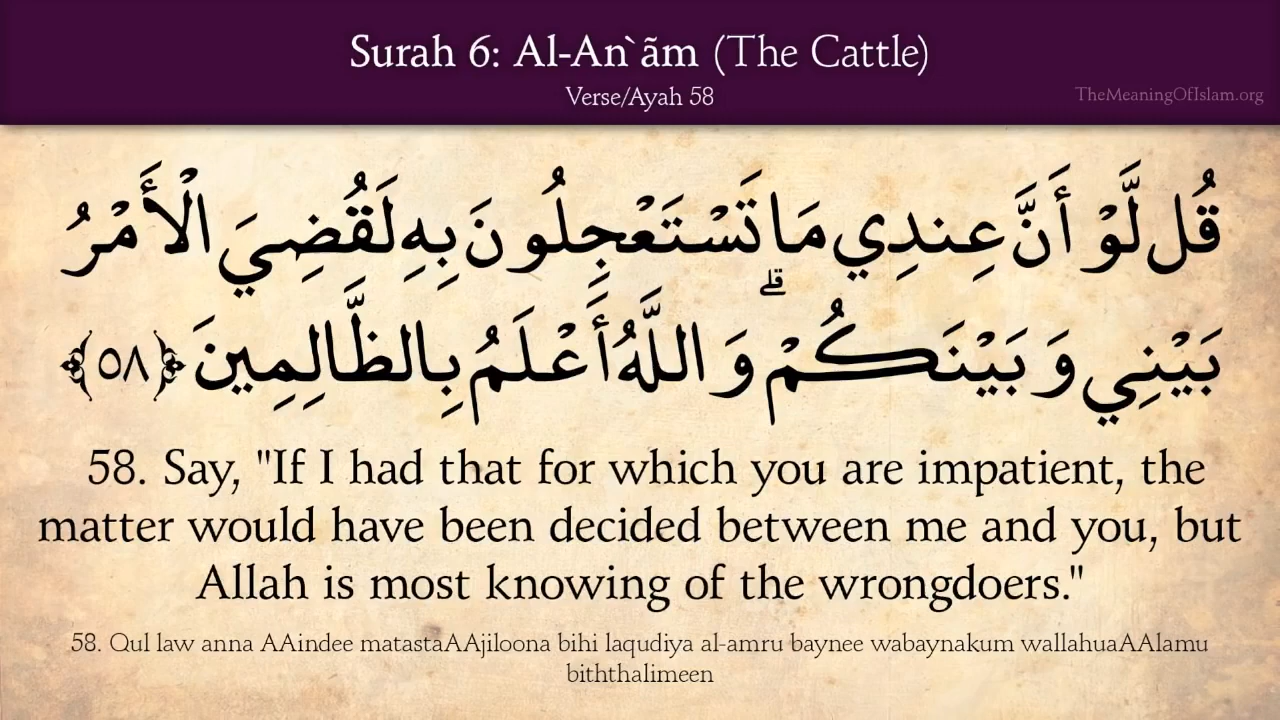 Surah 6: Al-An`ãm (The Cattle)
Verse/Ayah 58
TheMeaningOfIslam.org
قُل لَّوْ أَنَّ عِندِي مَا تَسْتَعْجِلُونَ بِهِ لَقُضِيَ الْأَمْرُ
بَيْنِي وَبَيْنَكُمْ ۗ وَاللَّهُ أَعْلَمُ بِالظَّالِمِينَ ﴿٥٨﴾
58. Say, "If I had that for which you are impatient, the
matter would have been decided between me and you, but
Allah is most knowing of the wrongdoers."
58. Qul law anna AAindee matastaAAjiloona bihi laqudiya al-amru baynee wabaynakum wallahuaAAlamu
biththalimeen